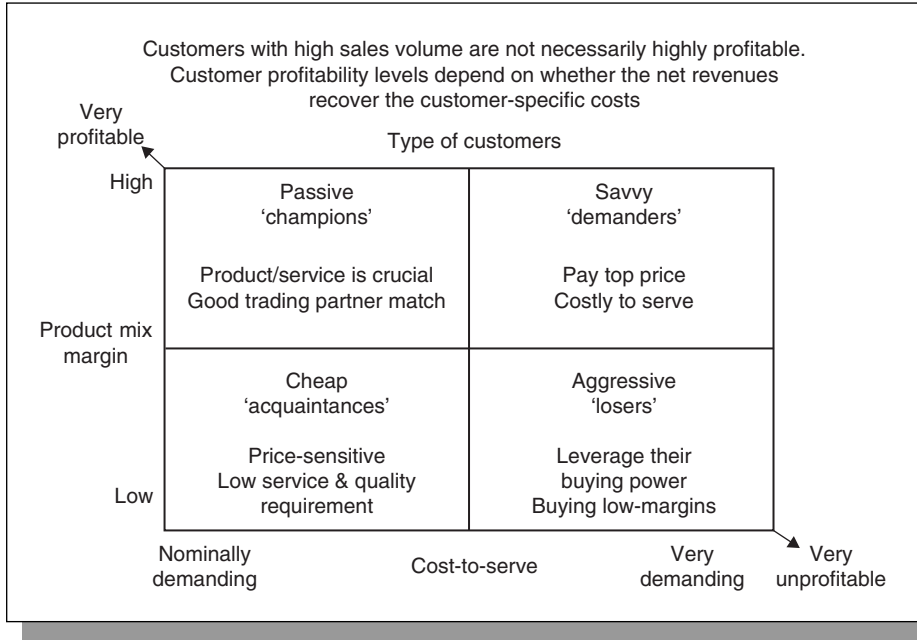 Customers with high sales volume are not necessarily highly profitable.
Customer profitability levels depend on whether the net revenues
recover the customer-specific costs
Very
profitable
Type of customers
High
Passive
‘champions’
Product/service is crucial
Good trading partner match
Savvy
‘demanders’
Pay top price
Costly to serve
Product mix
margin
Cheap
‘acquaintances’
Price-sensitive
Low service & quality
requirement
Aggressive
‘losers’
Leverage their
buying power
Buying low-margins
Low
Nominally
demanding
Cost-to-serve
Very
demanding
Very
unprofitable